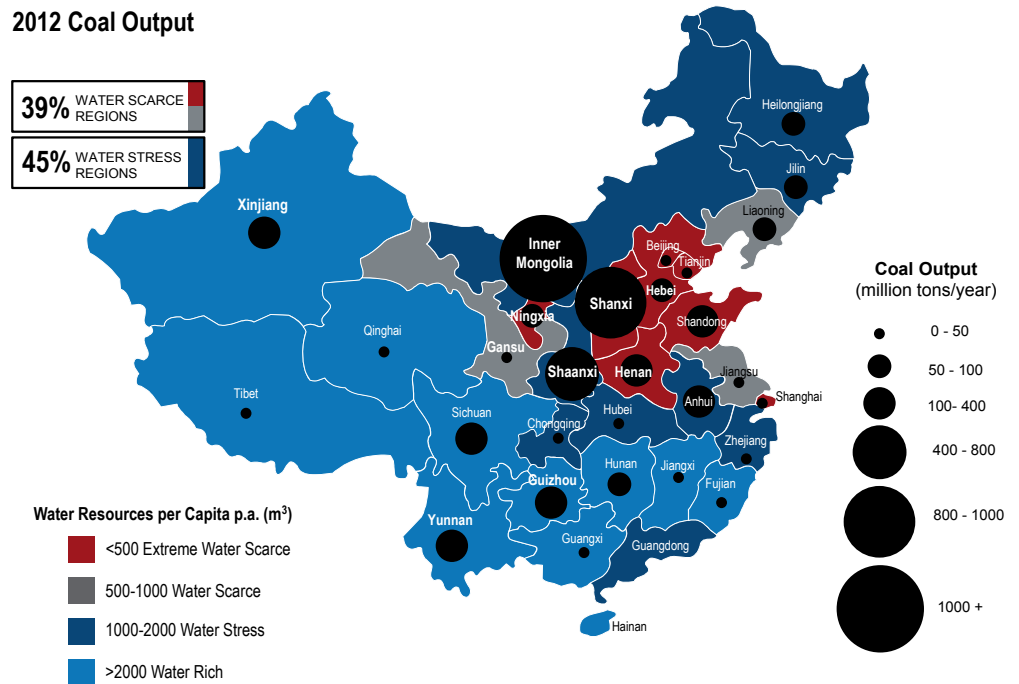 2012 Coal Output
39% WATER SCARCE
REGIONS
45% WATER STRESS
REGIONS
Heilongjiang
Jilin
Liaoning
Xinjiang
Inner
Mongolia
Beijing
Tianjin
Hebei
Shanxi
Ningxia
Shandong
Qinghai
Gansu
Shaanxi
Henan
Jiangsu
Tibet
Anhui
Shanghai
Sichuan
Chongqing
Hubei
Zhejiang
Guizhou
Hunan
Jiangxi
Fujian
Yunnan
Guangxi
Guangdong
Hainan
Coal Output
(million tons/year)
0 - 50
50 - 100
100- 400
400 - 800
800 - 1000
1000 +
Water Resources per Capita p.a. (m³)
<500 Extreme Water Scarce
500-1000 Water Scarce
1000-2000 Water Stress
>2000 Water Rich